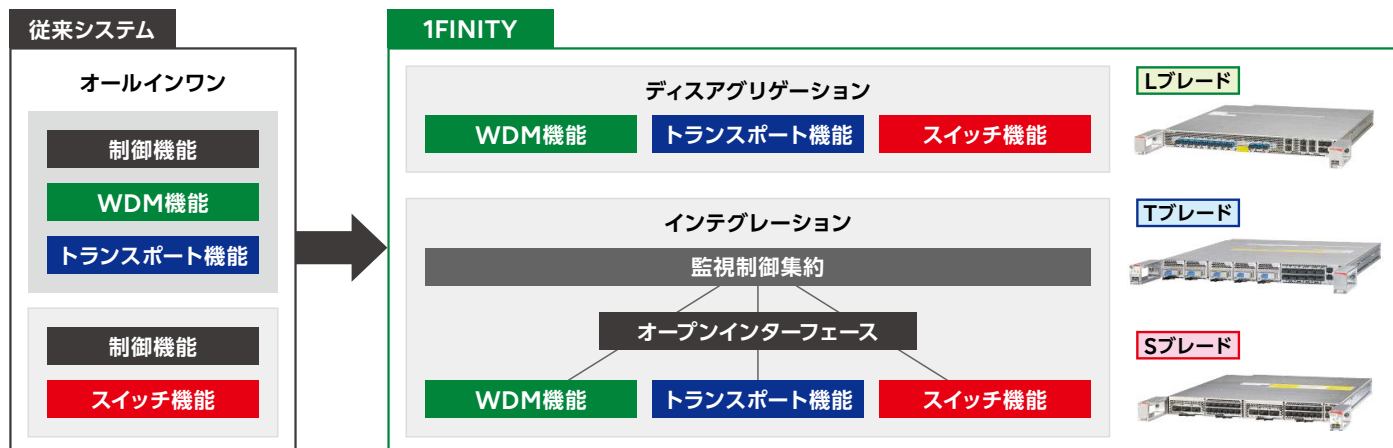 従来システム
オールインワン
制御機能
WDM機能
トランスポート機能
制御機能
スイッチ機能
1FINITY
ディスアグリゲーション
WDM機能
トランスポート機能
スイッチ機能
インテグレーション
監視制御集約
オープンインターフェース
WDM機能
トランスポート機能
スイッチ機能
Lブレード
Tブレード
Sブレード